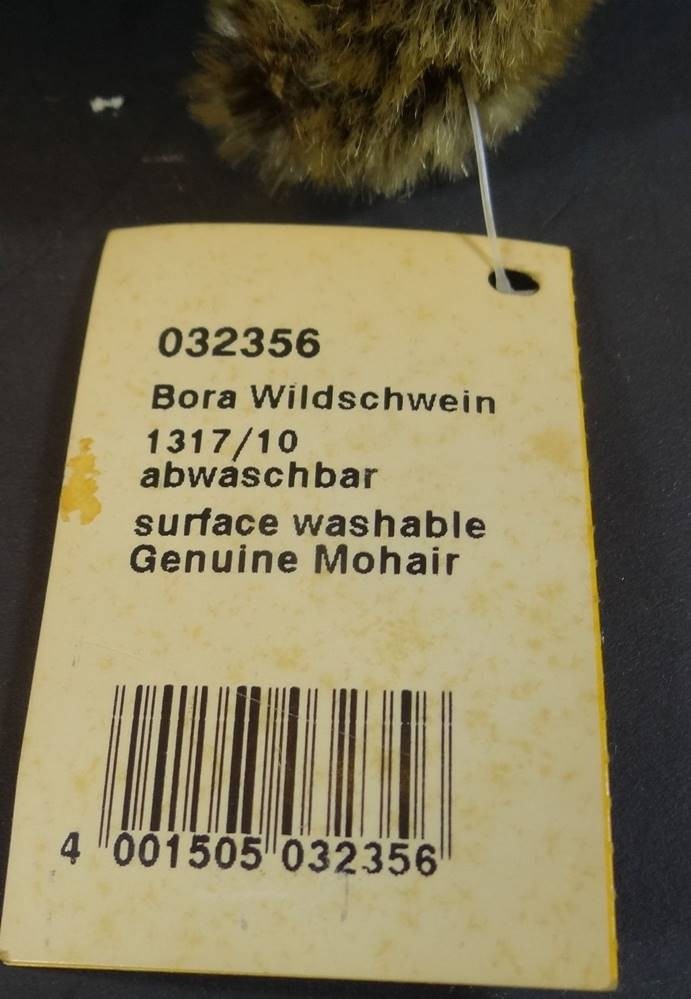 032356
Bora Wildschwein
1317/10
abwaschbar
surface washable
Genuine Mohair
4 001505 032356